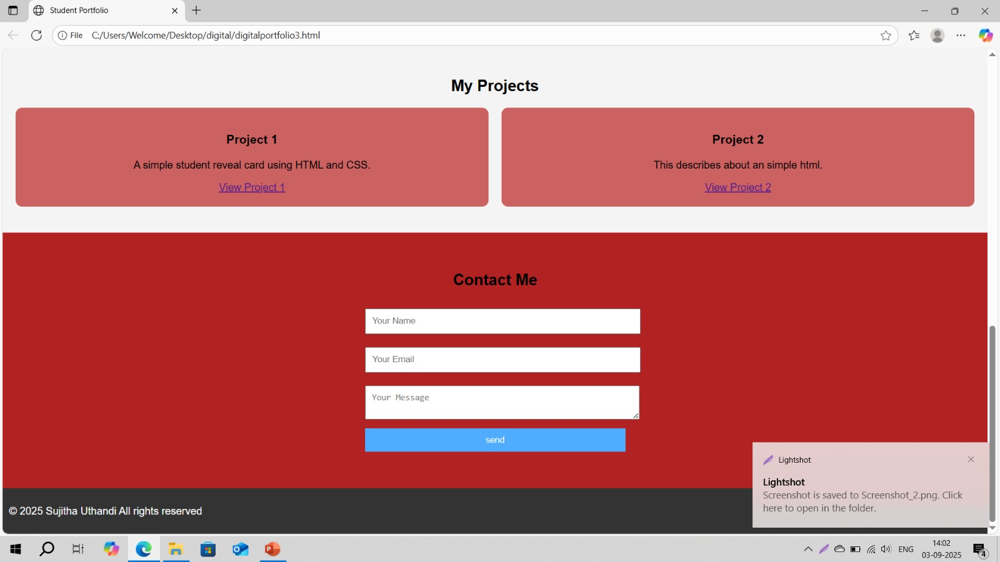 Student Portfolio
File C:/Users/Welcome/Desktop/digital/digitalportfolio3.html
My Projects
Project 1
A simple student reveal card using HTML and CSS.
View Project 1
Project 2
This describes about an simple html.
View Project 2
Contact Me
Your Name
Your Email
Your Message
send
Lightshot
Lightshot
Screenshot is saved to Screenshot_2.png. Click
here to open in the folder.
© 2025 Sujitha Uthandi All rights reserved
ENG
14:02
03-09-2025
4